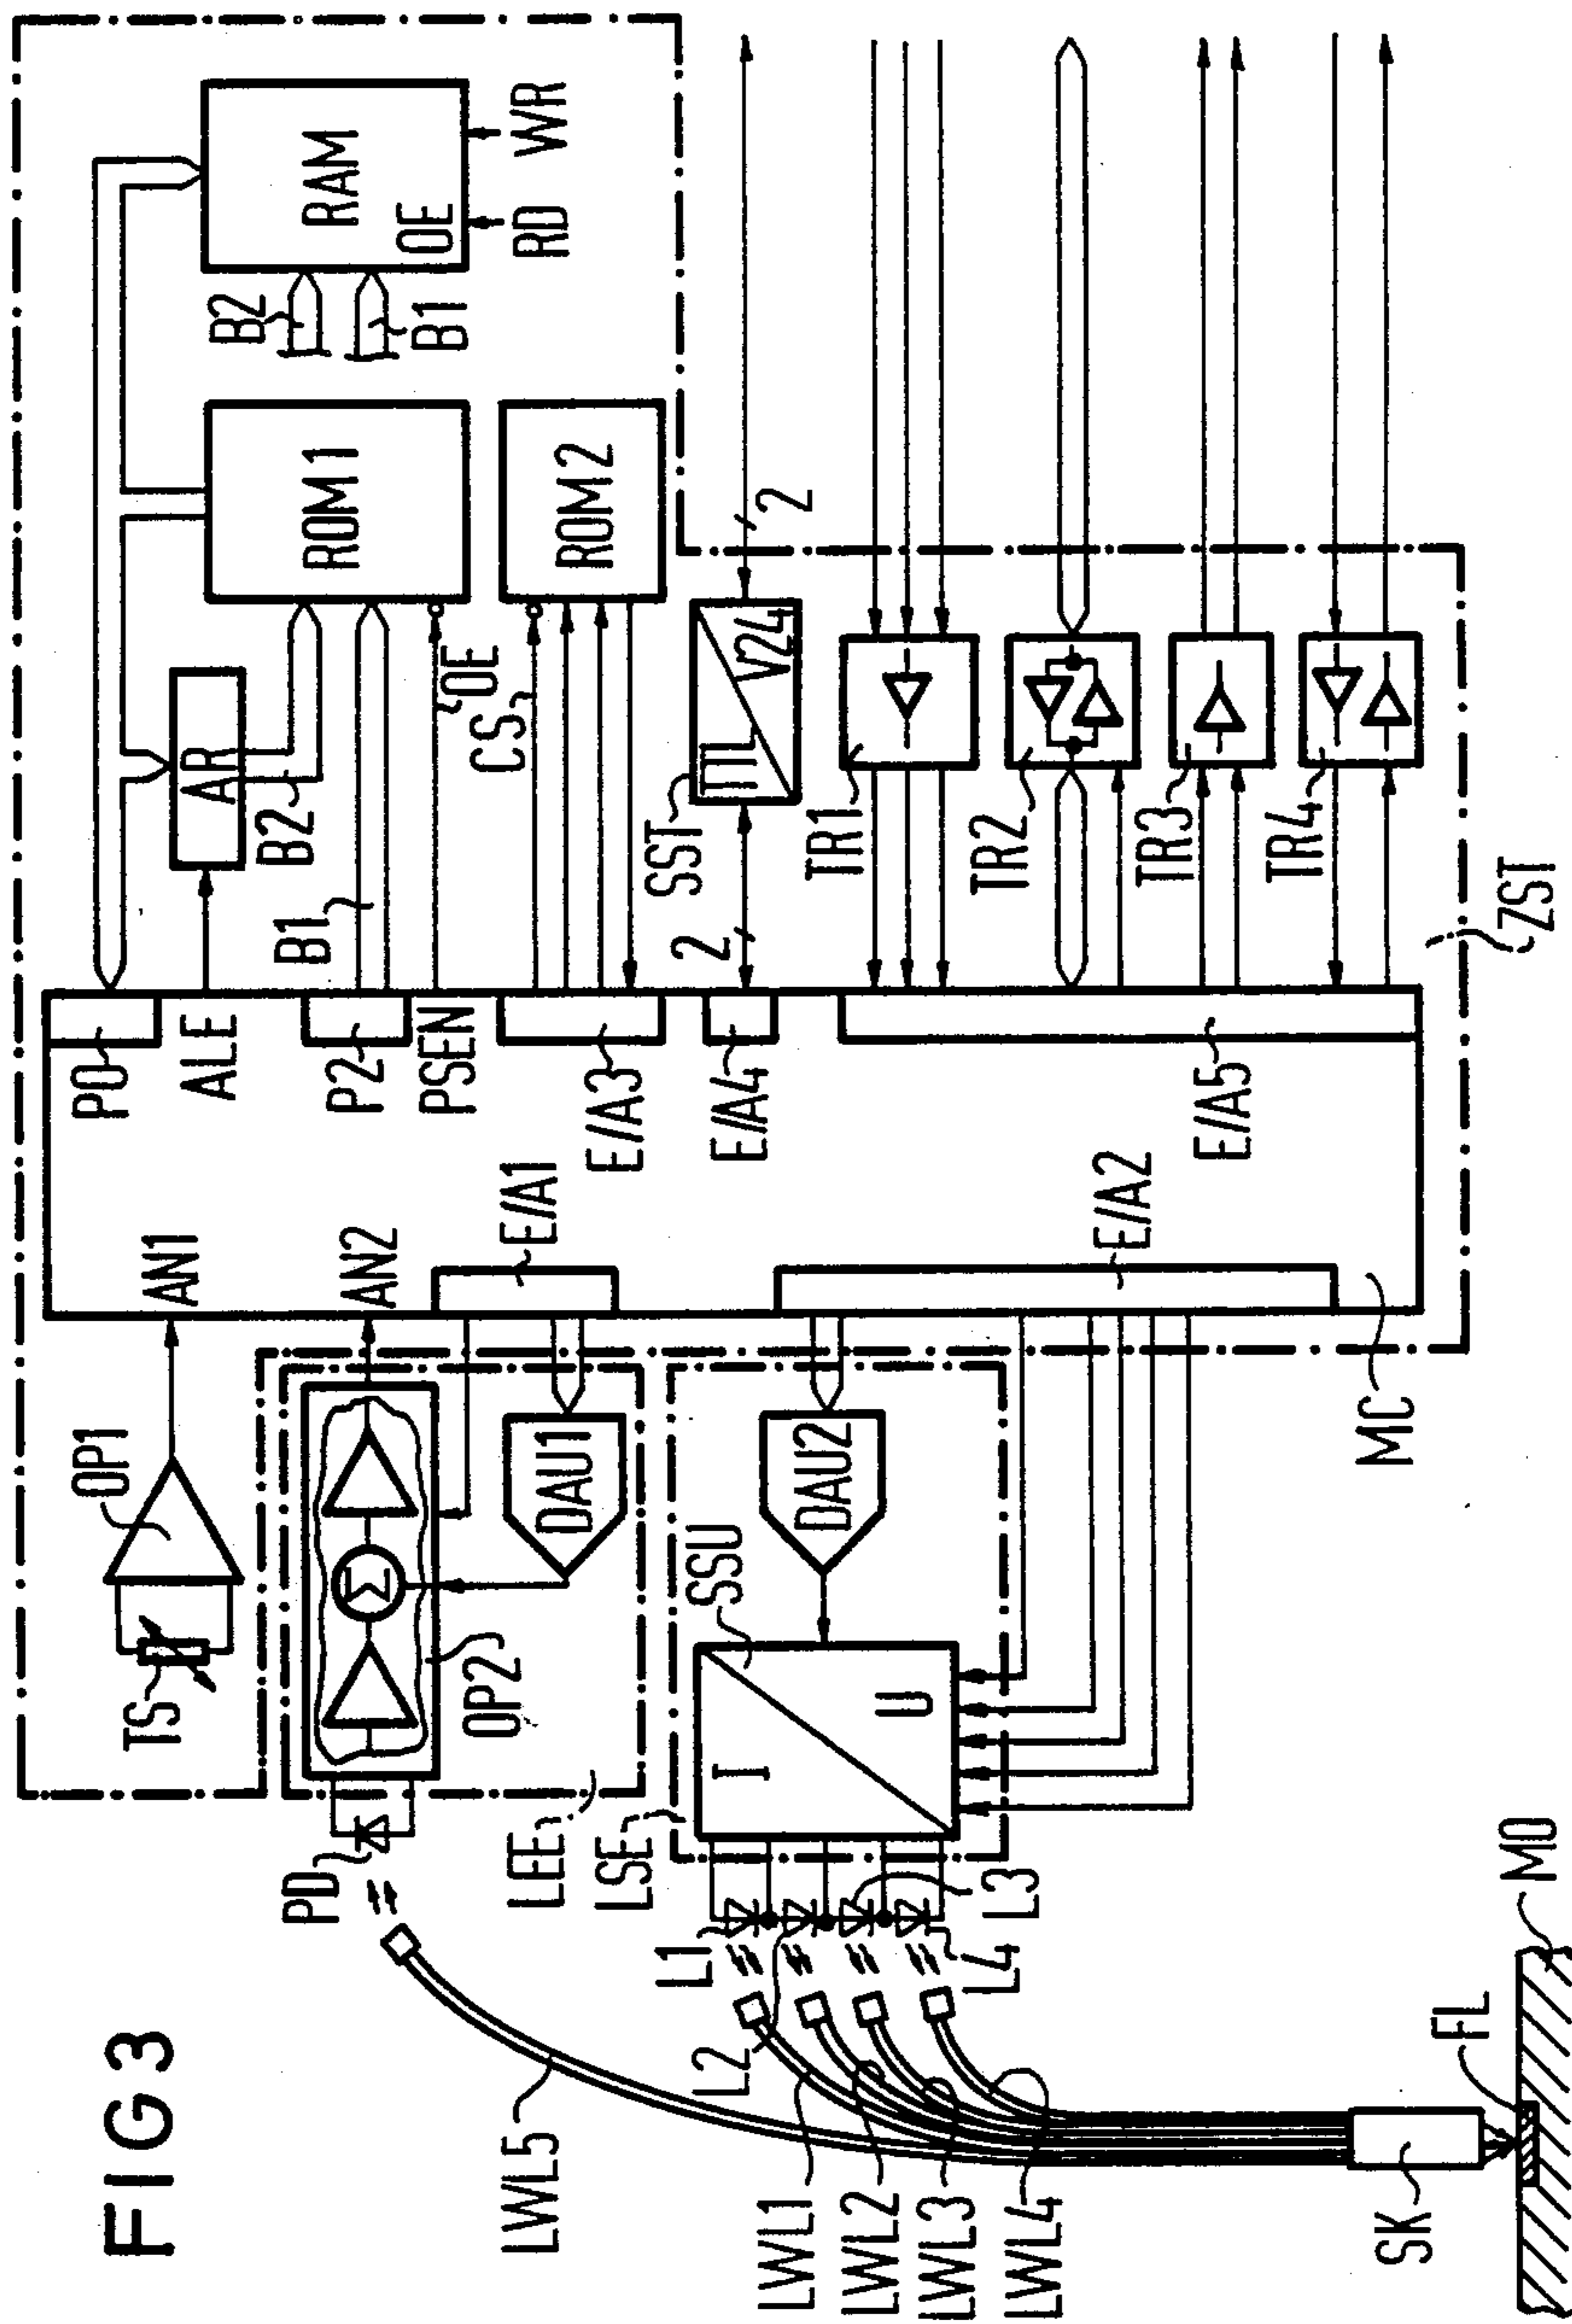 FIG 3
LWL5
LWL1
LWL2
LWL3
LWL4
SK
FL
MO
PD
L1
L2
L3
L4
LEE
LSE
TS
OP1
OP2
Σ
DAU1
DAU2
SSU
I
U
AN1
AN2
E/A1
E/A2
MC
P0
ALE
P2
PSEN
E/A3
E/A4
E/A5
AR
B2
B1
OE
CS
ROM1
ROM2
RAM
OE
B2
B1
RD
WR
SST
TTL
V24
2
2
TR1
TR2
TR3
TR4
ZST